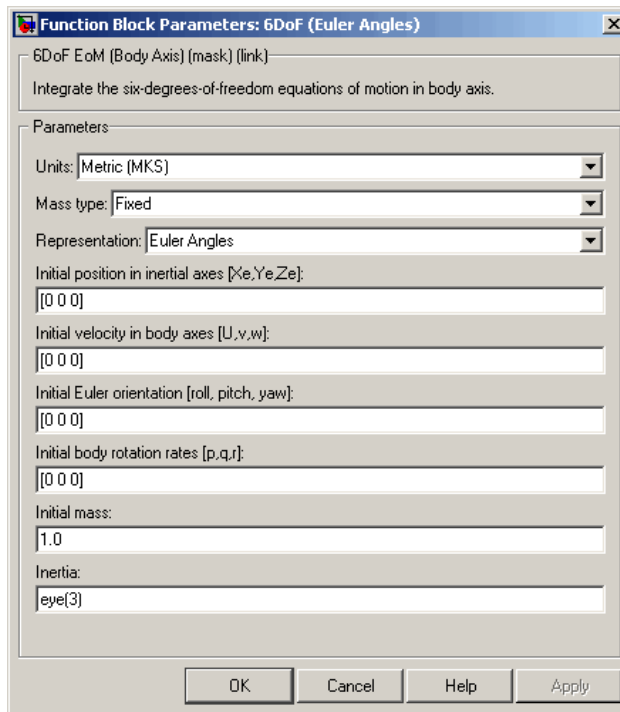 Function Block Parameters: 6DoF (Euler Angles)
6DoF EoM (Body Axis) (mask) (link)
Integrate the six-degrees-of-freedom equations of motion in body axis.
Parameters
Units: Metric (MKS)
Mass type: Fixed
Representation: Euler Angles
Initial position in inertial axes [Xe,Ye,Ze]:
[0 0 0]
Initial velocity in body axes [U,v,w]:
[0 0 0]
Initial Euler orientation [roll, pitch, yaw]:
[0 0 0]
Initial body rotation rates [p,q,r]:
[0 0 0]
Initial mass:
1.0
Inertia:
eye(3)
OK Cancel Help Apply